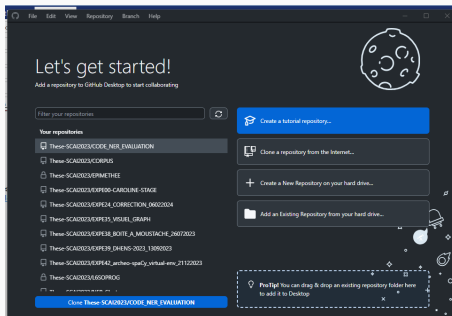 File Edit View Repository Branch Help
Let's get started!
Add a repository to GitHub Desktop to start collaborating
Filter your repositories
Your repositories
These-SCAI2023/CODE_NER_EVALUATION
These-SCAI2023/CORPUS
These-SCAI2023/EPIMETHEE
These-SCAI2023/EXPE00-CAROLINE-STAGE
These-SCAI2023/EXPE24_CORRECTION_06022024
These-SCAI2023/EXPE35_VISUEL_GRAPH
These-SCAI2023/EXPE38_BOITE_A_MOUSTACHE_26072023
These-SCAI2023/EXPE39_DHENS-2023_13092023
These-SCAI2023/EXPE42_archeo-spaCy_virtual-env_21122023
These-SCAI2023/L6SOPROG
Clone These-SCAI2023/CODE_NER_EVALUATION
Create a tutorial repository...
Clone a repository from the Internet...
Create a New Repository on your hard drive...
Add an Existing Repository from your hard drive...
ProTip! You can drag & drop an existing repository folder here
to add it to Desktop